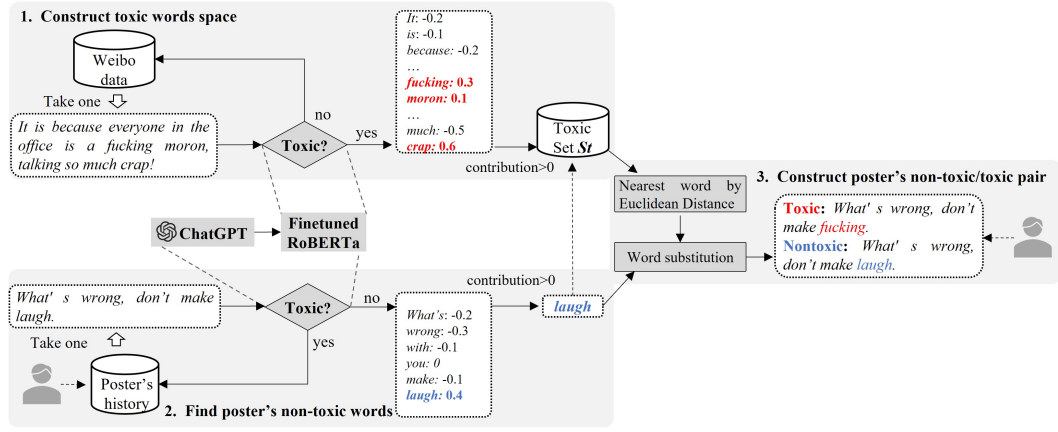 1. Construct toxic words space
Weibo
data
Take one
It is because everyone in the
office is a fucking moron,
talking so much crap!
Toxic?
no
yes
It: -0.2
is: -0.1
because: -0.2
...
fucking: 0.3
moron: 0.1
...
much: -0.5
crap: 0.6
contribution>0
Toxic
Set St
Nearest word by
Euclidean Distance
Word substitution
3. Construct poster's non-toxic/toxic pair
Toxic: What' s wrong, don't
make fucking.
Nontoxic: What' s wrong,
don't make laugh.
ChatGPT
Finetuned
RoBERTa
What' s wrong, don't make
laugh.
Take one
Poster's
history
Toxic?
no
yes
What's: -0.2
wrong: -0.3
with: -0.1
you: 0
make: -0.1
laugh: 0.4
contribution>0
laugh
2. Find poster's non-toxic words